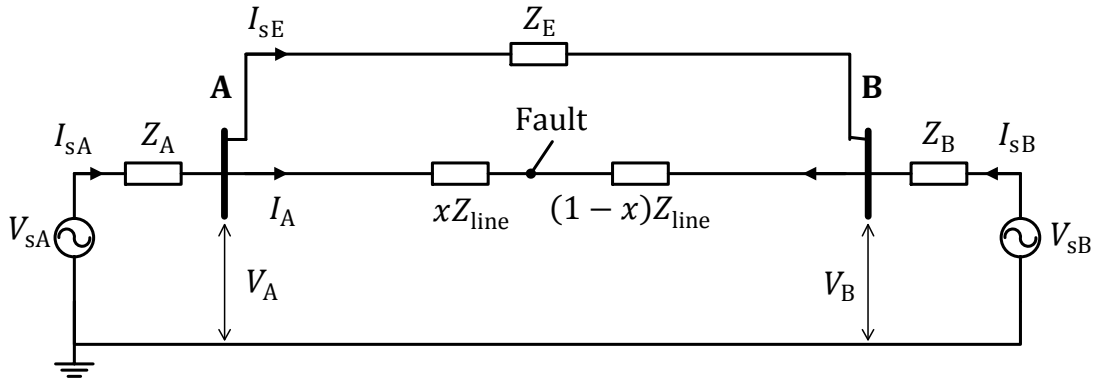 I_sE Z_E
A B
Fault
I_sA Z_A Z_B I_sB
I_A xZ_line (1 − x)Z_line
V_sA V_A V_B V_sB